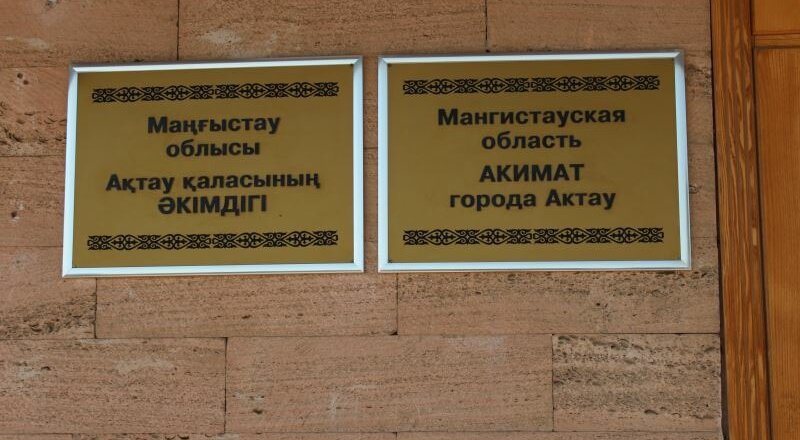 Маңғыстау
облысы
Ақтау қаласының
ӘКІМДІГІ
Мангистауская
область
АКИМАТ
города Актау